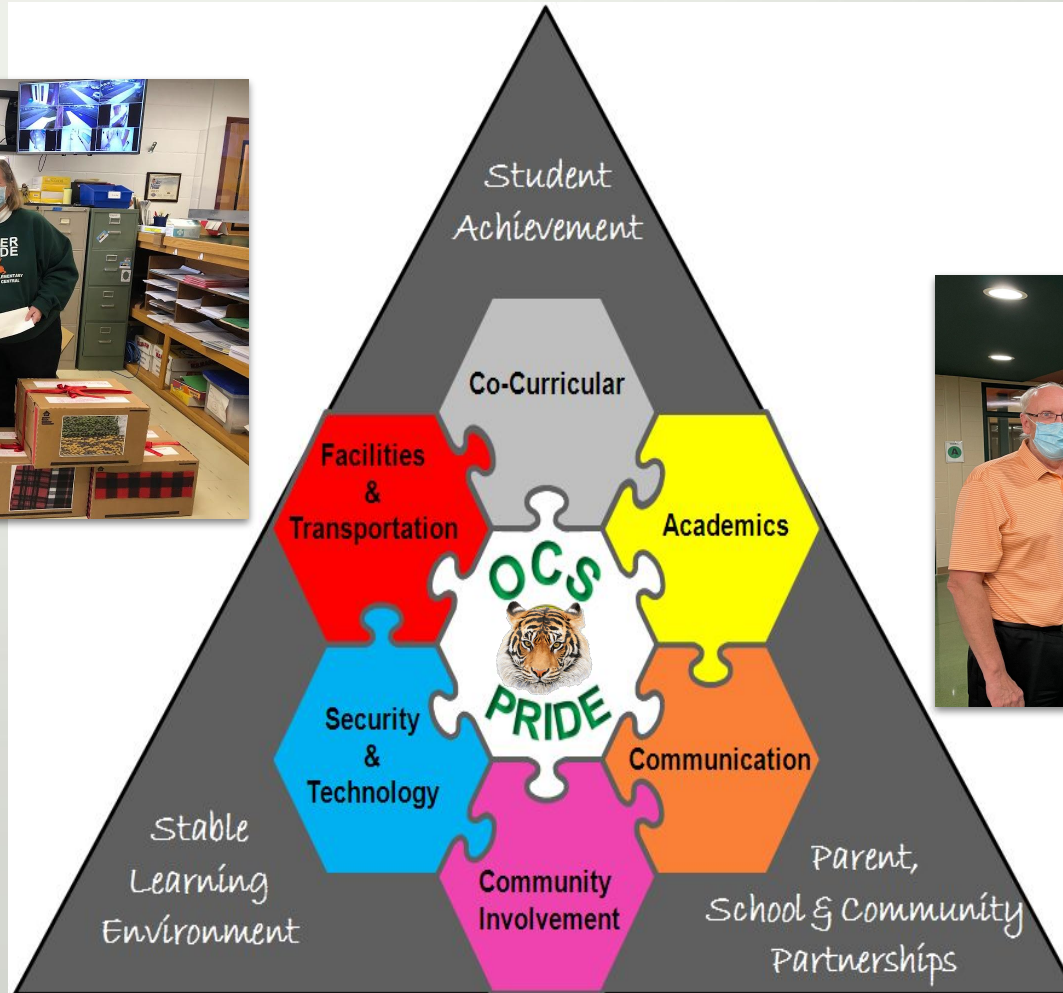 Student
Achievement
Co-Curricular
Facilities
&
Transportation
Academics
OCS
PRIDE
Security
&
Technology
Communication
Community
Involvement
Stable
Learning
Environment
Parent,
School & Community
Partnerships
A